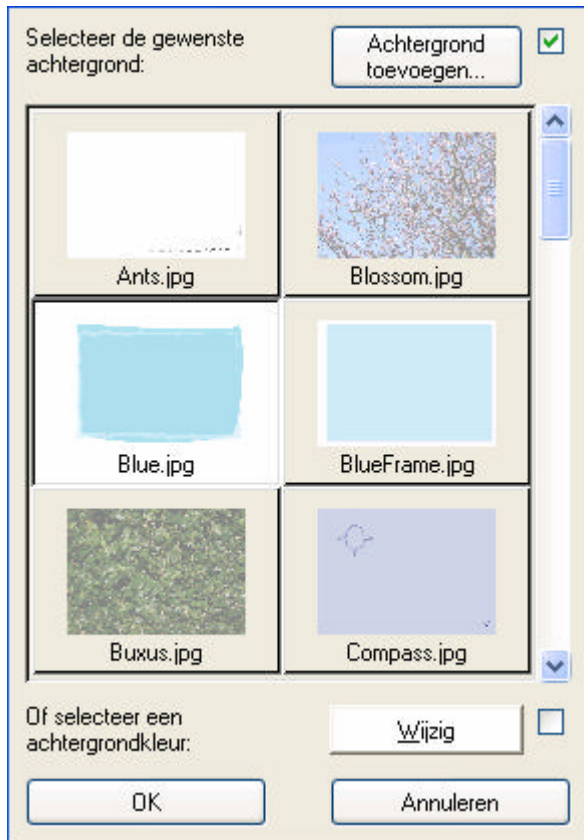 Selecteer de gewenste
achtergrond:
Achtergrond
toevoegen...
Ants.jpg
Blossom.jpg
Blue.jpg
BlueFrame.jpg
Buxus.jpg
Compass.jpg
Of selecteer een
achtergrondkleur:
Wijzig
OK
Annuleren